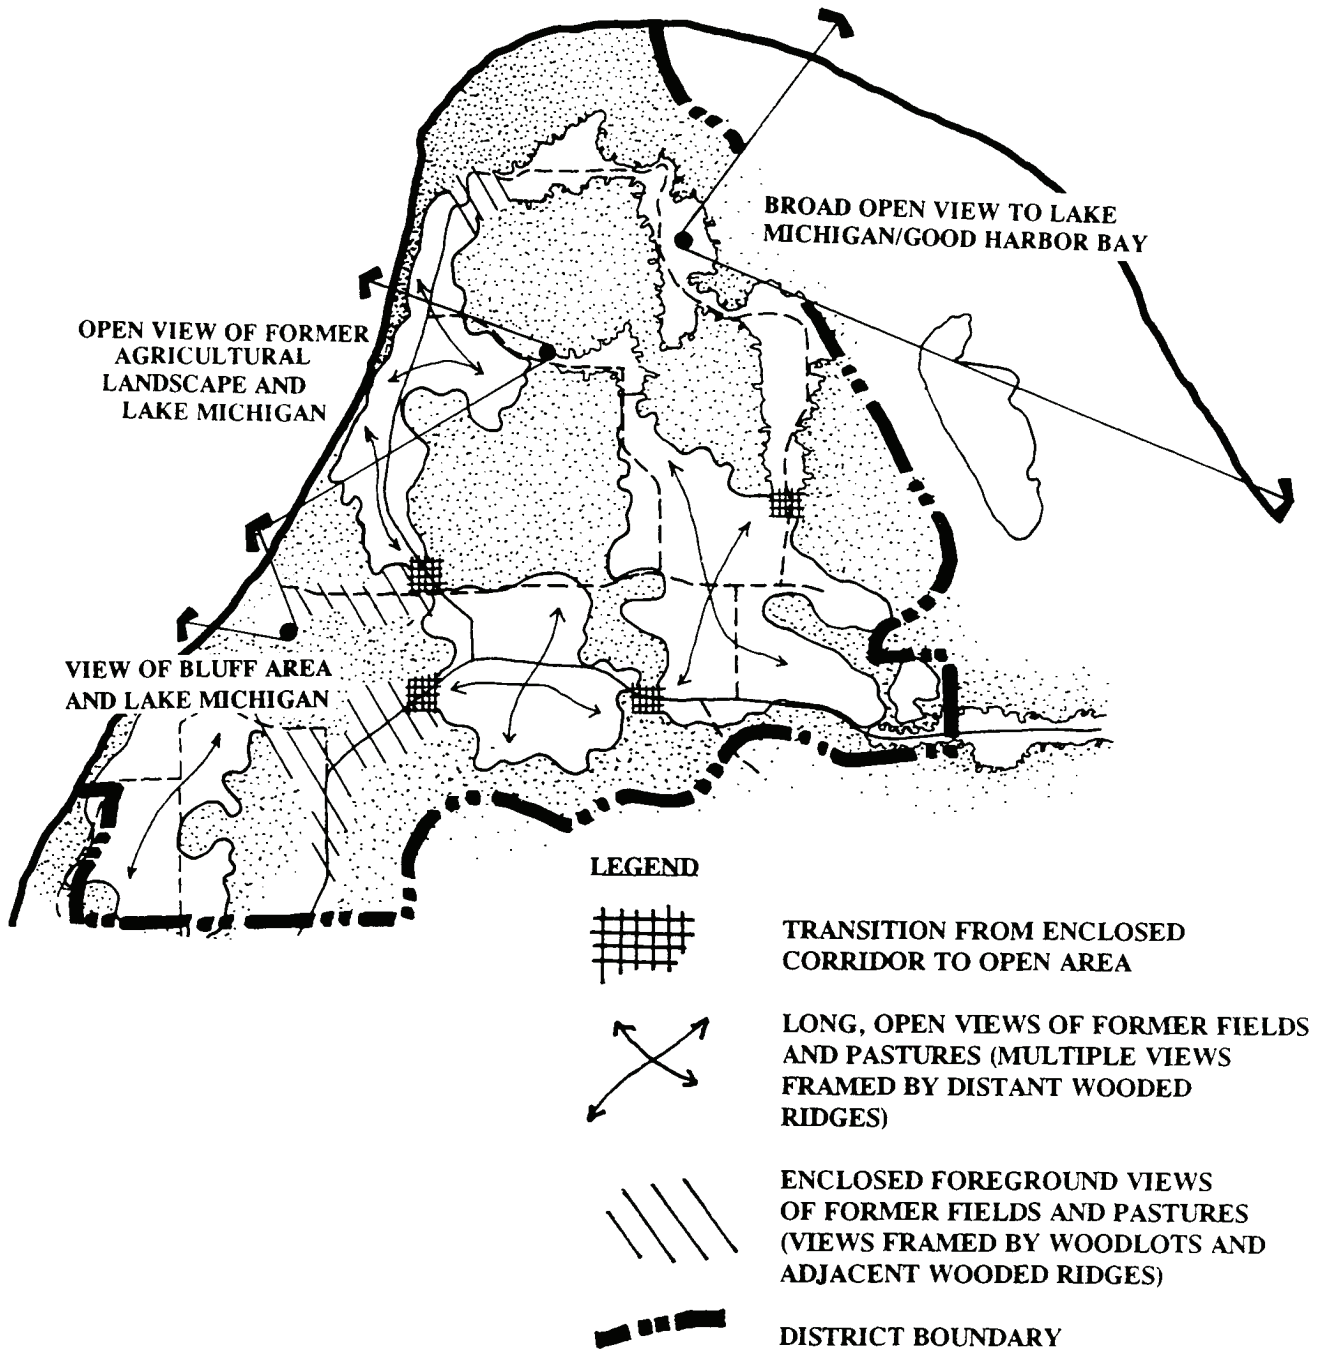 BROAD OPEN VIEW TO LAKE
MICHIGAN/GOOD HARBOR BAY
OPEN VIEW OF FORMER
AGRICULTURAL
LANDSCAPE AND
LAKE MICHIGAN
VIEW OF BLUFF AREA
AND LAKE MICHIGAN
LEGEND
TRANSITION FROM ENCLOSED
CORRIDOR TO OPEN AREA
LONG, OPEN VIEWS OF FORMER FIELDS
AND PASTURES (MULTIPLE VIEWS
FRAMED BY DISTANT WOODED
RIDGES)
ENCLOSED FOREGROUND VIEWS
OF FORMER FIELDS AND PASTURES
(VIEWS FRAMED BY WOODLOTS AND
ADJACENT WOODED RIDGES)
DISTRICT BOUNDARY